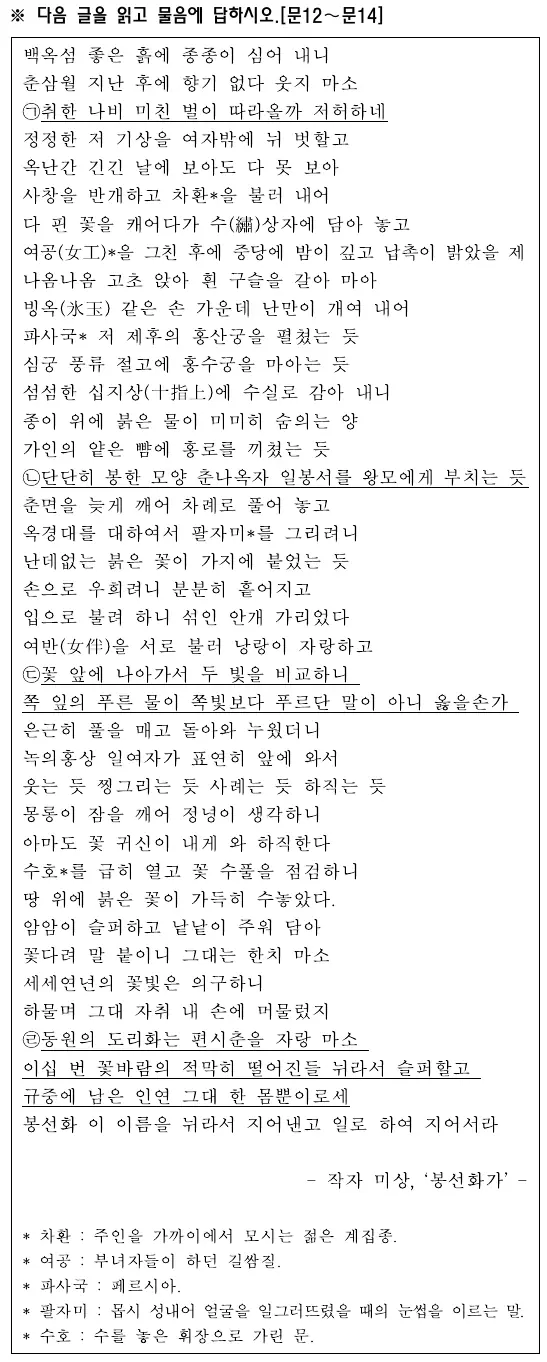 ※ 다음 글을 읽고 물음에 답하시오.[문12~문14]
백옥섬 좋은 흙에 종종이 심어 내니
춘삼월 지난 후에 향기 없다 웃지 마소
㉠취한 나비 미친 벌이 따라올까 저허하네
정정한 저 기상을 여자밖에 뉘 벗할고
옥난간 긴긴 날에 보아도 다 못 보아
사창을 반개하고 차환*을 불러 내어
다 핀 꽃을 캐어다가 수(繡)상자에 담아 놓고
여공(女工)*을 그친 후에 중당에 밤이 깊고 납촉이 밝았을 제
나옴나옴 고초 앉아 흰 구슬을 갈아 마아
빙옥(氷玉) 같은 손 가운데 난만이 개여 내어
파사국* 저 제후의 홍산궁을 펼쳤는 듯
심궁 풍류 절고에 홍수궁을 마아는 듯
섬섬한 십지상(十指上)에 수실로 감아 내니
종이 위에 붉은 물이 미미히 숨의는 양
가인의 얕은 뺨에 홍로를 끼쳤는 듯
㉡단단히 봉한 모양 춘나옥자 일봉서를 왕모에게 부치는 듯
춘면을 늦게 깨어 차례로 풀어 놓고
옥경대를 대하여서 팔자미*를 그리려니
난데없는 붉은 꽃이 가지에 붙었는 듯
손으로 우희려니 분분히 흩어지고
입으로 불려 하니 섞인 안개 가리었다
여반(女伴)을 서로 불러 낭랑이 자랑하고
㉢꽃 앞에 나아가서 두 빛을 비교하니
쪽 잎의 푸른 물이 쪽빛보다 푸르단 말이 아니 옳을손가
은근히 풀을 매고 돌아와 누웠더니
녹의홍상 일여자가 표연히 앞에 와서
웃는 듯 찡그리는 듯 사례는 듯 하직는 듯
몽롱이 잠을 깨어 정녕이 생각하니
아마도 꽃 귀신이 내게 와 하직한다
수호*를 급히 열고 꽃 수풀을 점검하니
땅 위에 붉은 꽃이 가득히 수놓았다.
암암이 슬퍼하고 낱낱이 주워 담아
꽃다려 말 붙이니 그대는 한치 마소
세세연년의 꽃빛은 의구하니
하물며 그대 자취 내 손에 머물렀지
㉣동원의 도리화는 편시춘을 자랑 마소
이십 번 꽃바람의 적막히 떨어진들 뉘라서 슬퍼할고
규중에 남은 인연 그대 한 몸뿐이로세
봉선화 이 이름을 뉘라서 지어낸고 일로 하여 지어서라
- 작자 미상, ‘봉선화가’ -
* 차환 : 주인을 가까이에서 모시는 젊은 계집종.
* 여공 : 부녀자들이 하던 길쌈질.
* 파사국 : 페르시아.
* 팔자미 : 몹시 성내어 얼굴을 일그러뜨렸을 때의 눈썹을 이르는 말.
* 수호 : 수를 놓은 휘장으로 가린 문.